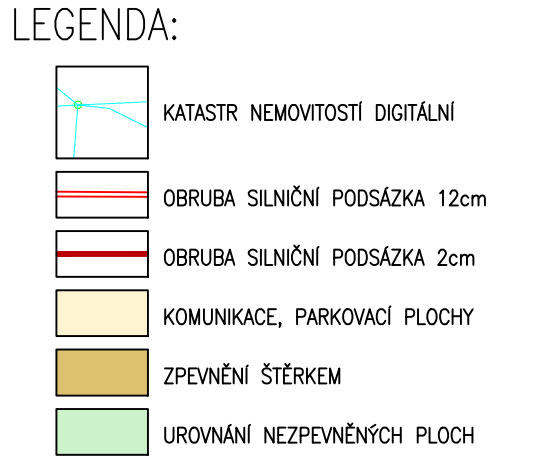 LEGENDA:
KATASTR NEMOVITOSTÍ DIGITÁLNÍ
OBRUBA SILNIČNÍ PODSÁZKA 12cm
OBRUBA SILNIČNÍ PODSÁZKA 2cm
KOMUNIKACE, PARKOVACÍ PLOCHY
ZPEVNĚNÍ ŠTĚRKEM
UROVNÁNÍ NEZPEVNĚNÝCH PLOCH